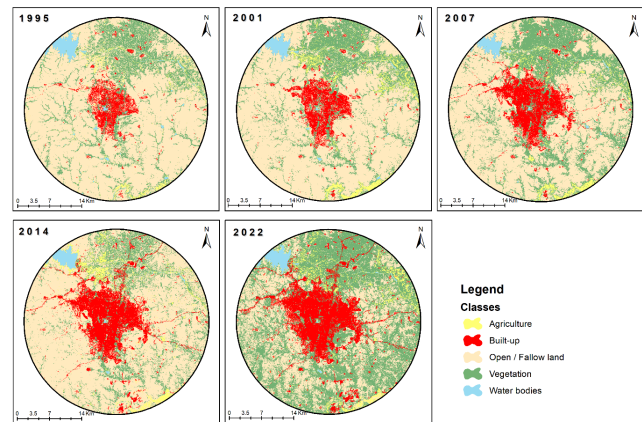 1995
N
0 3.5 7 14 Km
2001
N
0 3.5 7 14 Km
2007
N
0 3.5 7 14 Km
2014
N
0 3.5 7 14 Km
2022
N
0 3.5 7 14 Km
Legend
Classes
Agriculture
Built-up
Open / Fallow land
Vegetation
Water bodies